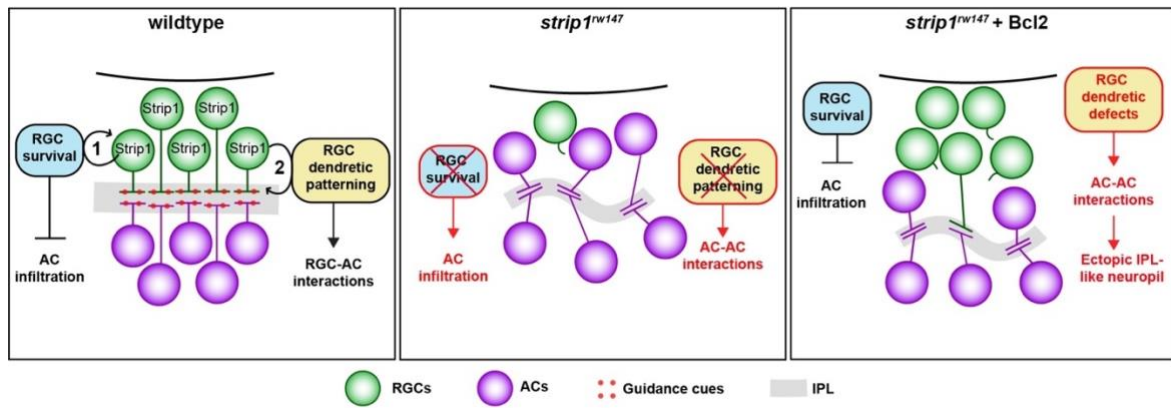 wildtype
Strip1
Strip1
Strip1
Strip1
Strip1
RGC
survival
1
2
RGC
dendretic
patterning
AC
infiltration
RGC-AC
interactions
strip1rw147
RGC
survival
RGC
dendretic
patterning
AC
infiltration
AC-AC
interactions
strip1rw147 + Bcl2
RGC
survival
RGC
dendretic
defects
AC
infiltration
AC-AC
interactions
Ectopic IPL-
like neuropil
RGCs
ACs
Guidance cues
IPL